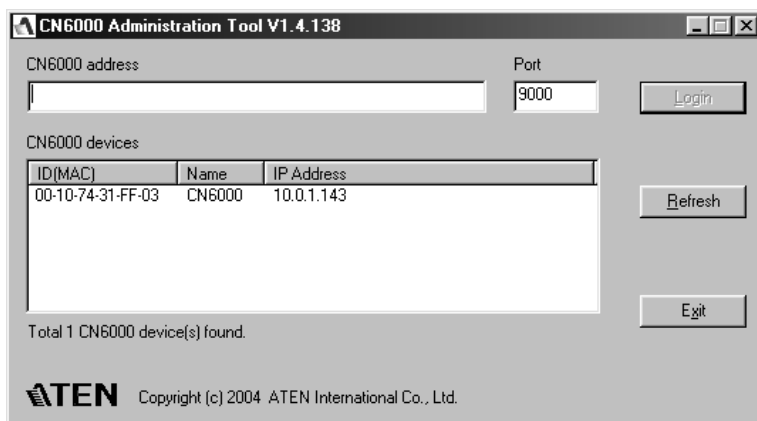 CN6000 Administration Tool V1.4.138
CN6000 address
Port
9000
Login
CN6000 devices
ID(MAC) Name IP Address
00-10-74-31-FF-03 CN6000 10.0.1.143
Refresh
Exit
Total 1 CN6000 device(s) found.
ATEN Copyright (c) 2004 ATEN International Co., Ltd.